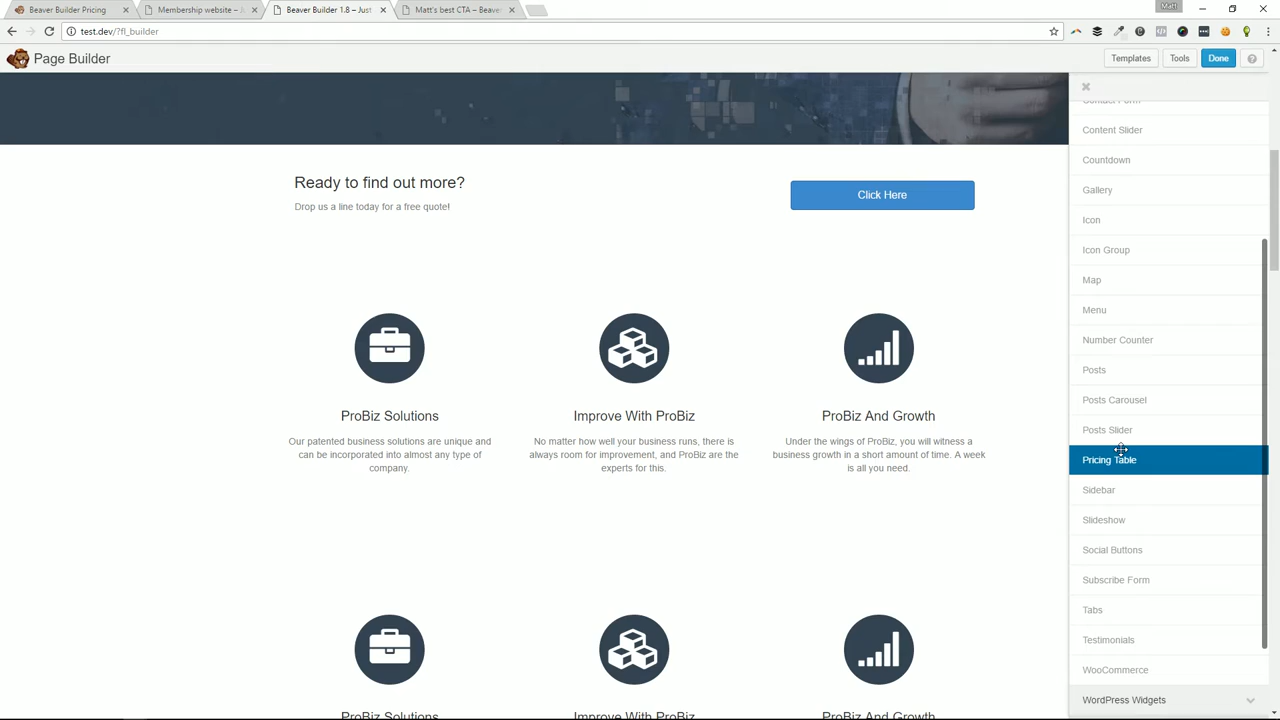 Beaver Builder Pricing
Membership website – Ju
Beaver Builder 1.8 – Just
Matt's best CTA – Beaver
Matt
test.dev/?fl_builder
Page Builder
Templates
Tools
Done
Ready to find out more?
Drop us a line today for a free quote!
Click Here
ProBiz Solutions
Improve With ProBiz
ProBiz And Growth
Our patented business solutions are unique and
can be incorporated into almost any type of
company.
No matter how well your business runs, there is
always room for improvement, and ProBiz are the
experts for this.
Under the wings of ProBiz, you will witness a
business growth in a short amount of time. A week
is all you need.
ProBiz Solutions
Improve With ProBiz
ProBiz And Growth
Contact Form
Content Slider
Countdown
Gallery
Icon
Icon Group
Map
Menu
Number Counter
Posts
Posts Carousel
Posts Slider
Pricing Table
Sidebar
Slideshow
Social Buttons
Subscribe Form
Tabs
Testimonials
WooCommerce
WordPress Widgets